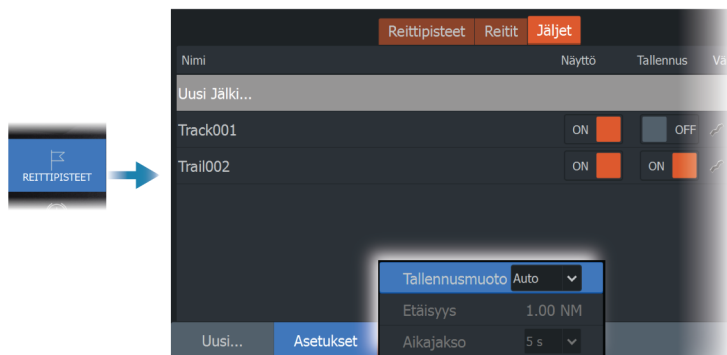 Reittipisteet Reitit Jäljet
Nimi Näyttö Tallennus
Uusi Jälki...
Track001 ON OFF
Trail002 ON ON
REITTIPISTEET
Tallennusmuoto Auto
Etäisyys 1.00 NM
Uusi... Asetukset Aikajakso 5 s